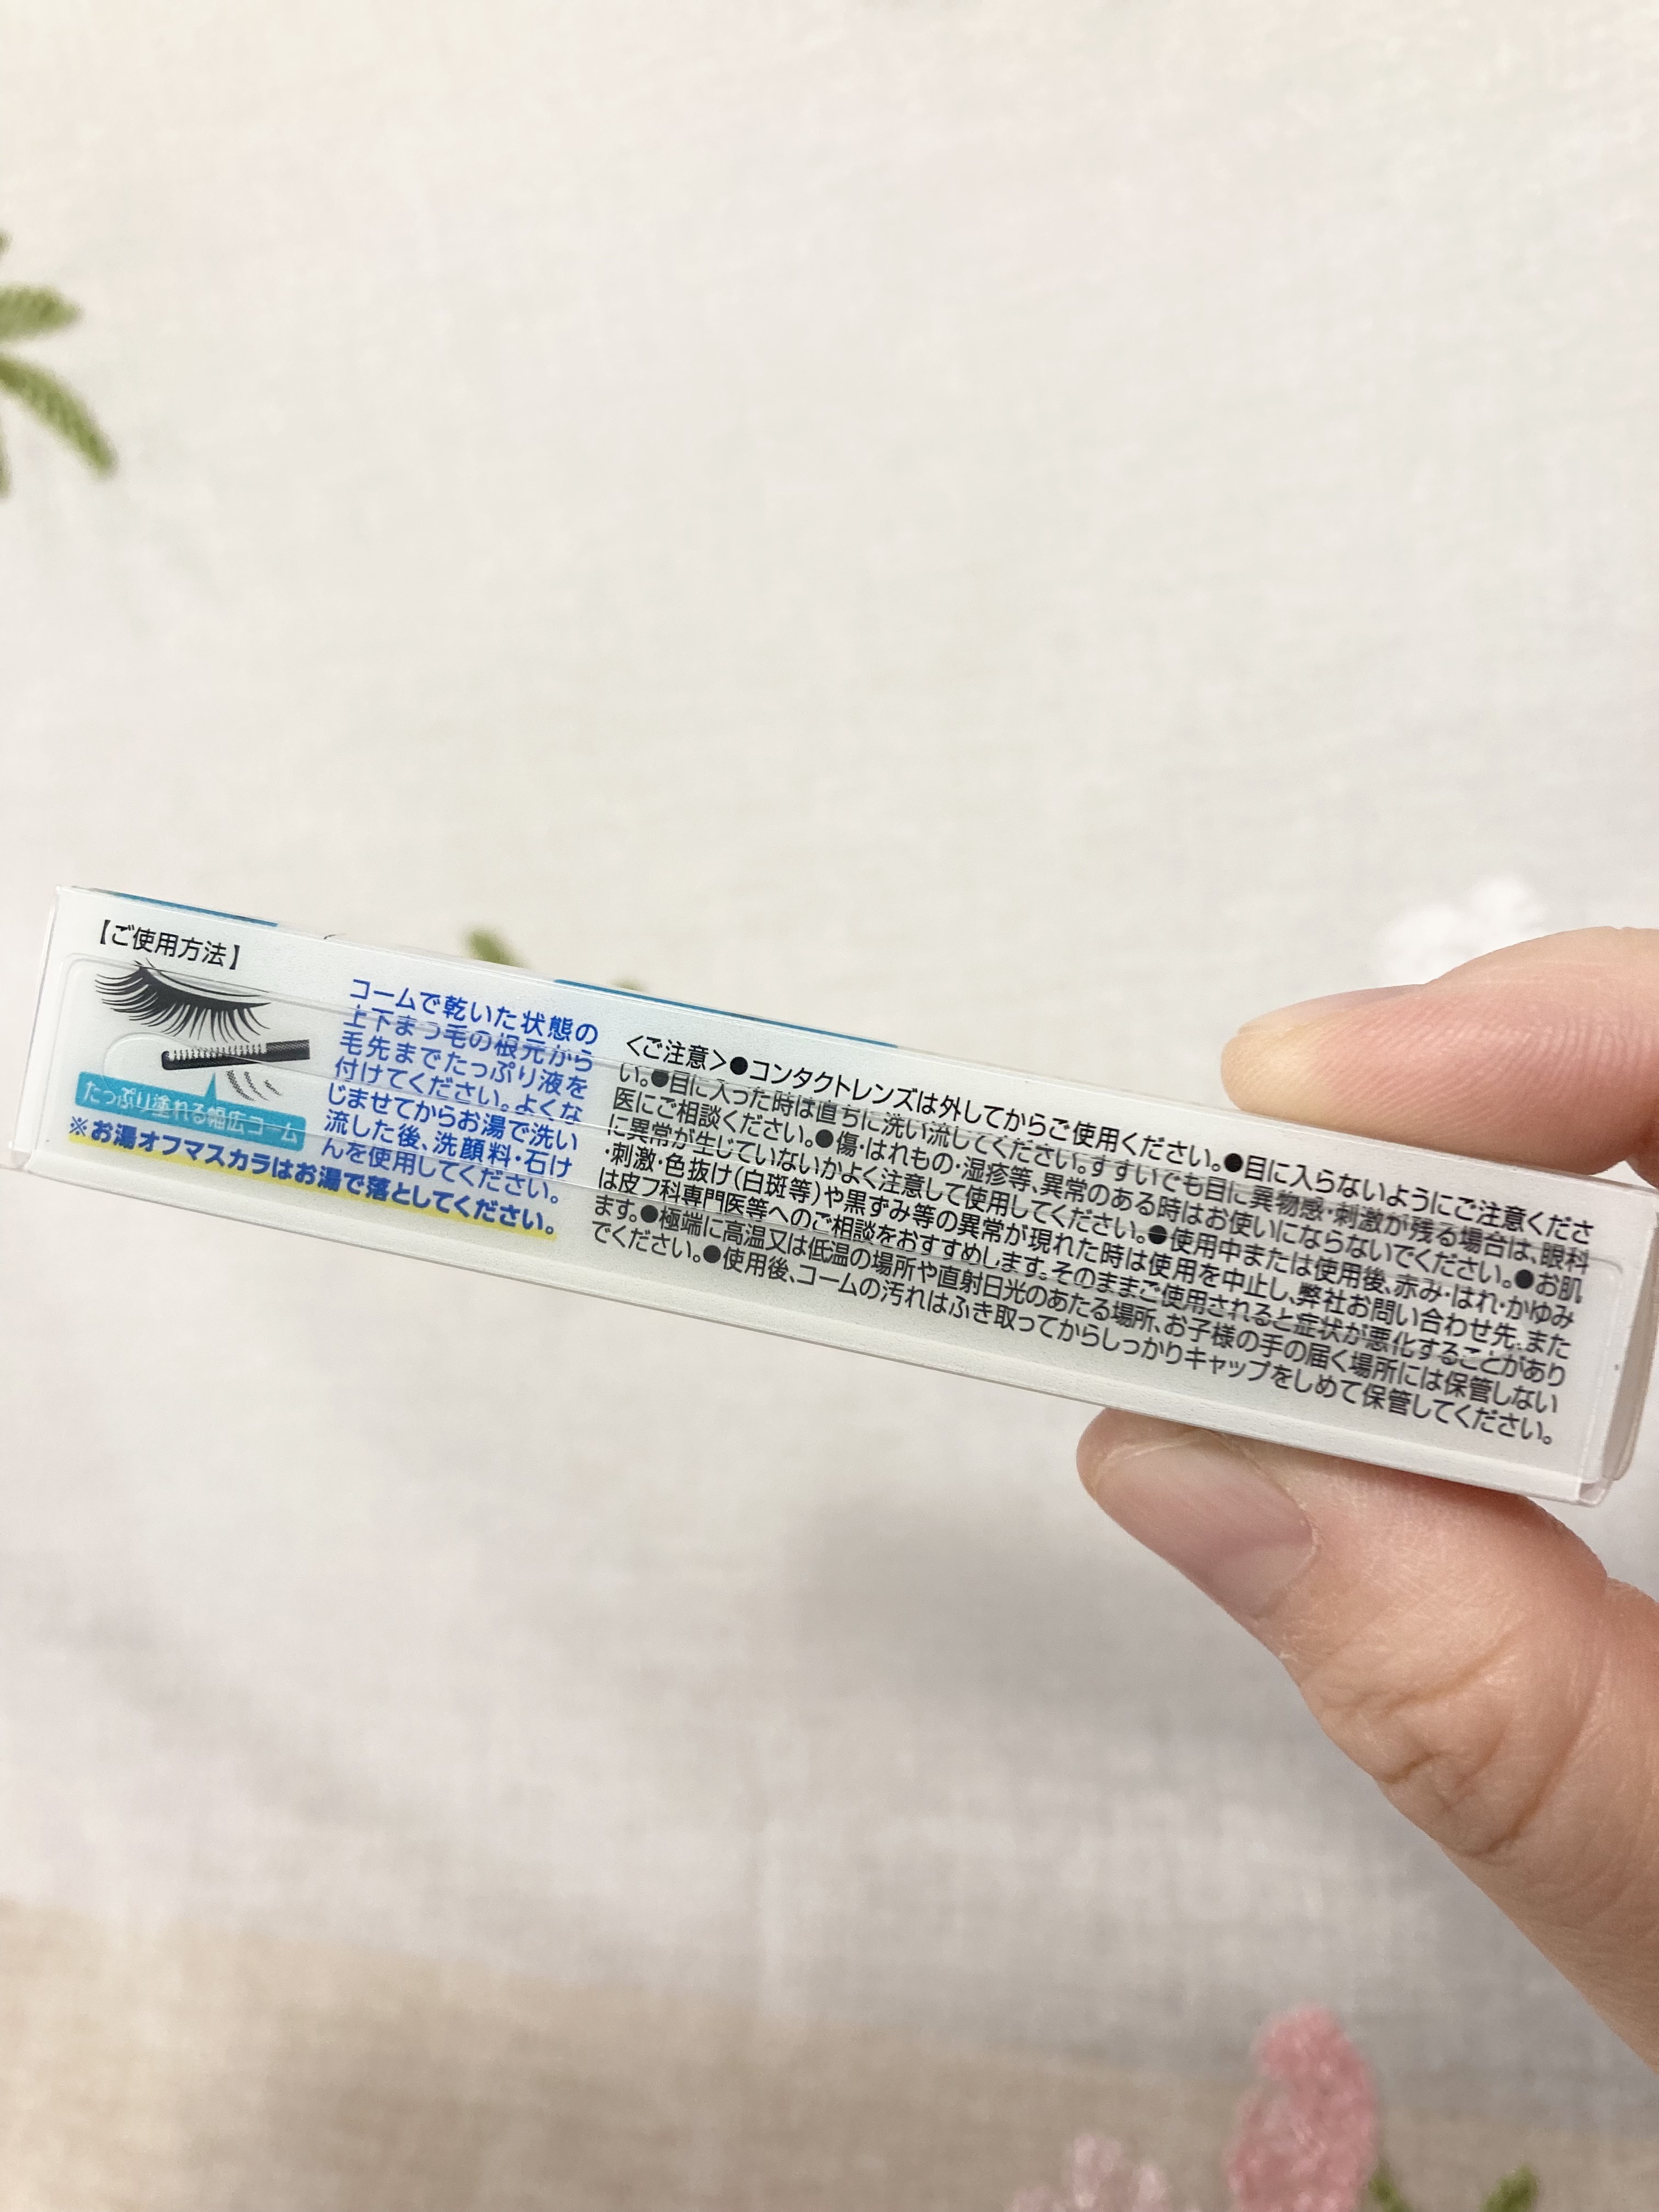 【ご使用方法】
たっぷり塗れる幅広コーム
コームで乾いた状態の
上下まつ毛の根元から
毛先までたっぷり液を
付けてください。よくな
じませてからお湯で洗い
流した後、洗顔料・石け
んを使用してください。
※お湯オフマスカラはお湯で落としてください。
＜ご注意＞●コンタクトレンズは外してからご使用ください。●目に入らないようにご注意くださ
い。●目に入った時は直ちに洗い流してください。すすいでも目に異物感・刺激が残る場合は、眼科
医にご相談ください。●傷・はれもの・湿疹等、異常のある時はお使いにならないでください。●お肌
に異常が生じていないかよく注意して使用してください。●使用中または使用後、赤み・はれ・かゆみ
・刺激・色抜け（白斑等）や黒ずみ等の異常が現れた時は使用を中止し、弊社お問い合わせ先、また
は皮フ科専門医等へのご相談をおすすめします。そのままご使用されると症状が悪化することがあり
ます。●極端に高温又は低温の場所や直射日光のあたる場所、お子様の手の届く場所には保管しない
でください。●使用後、コームの汚れはふき取ってからしっかりキャップをしめて保管してください。